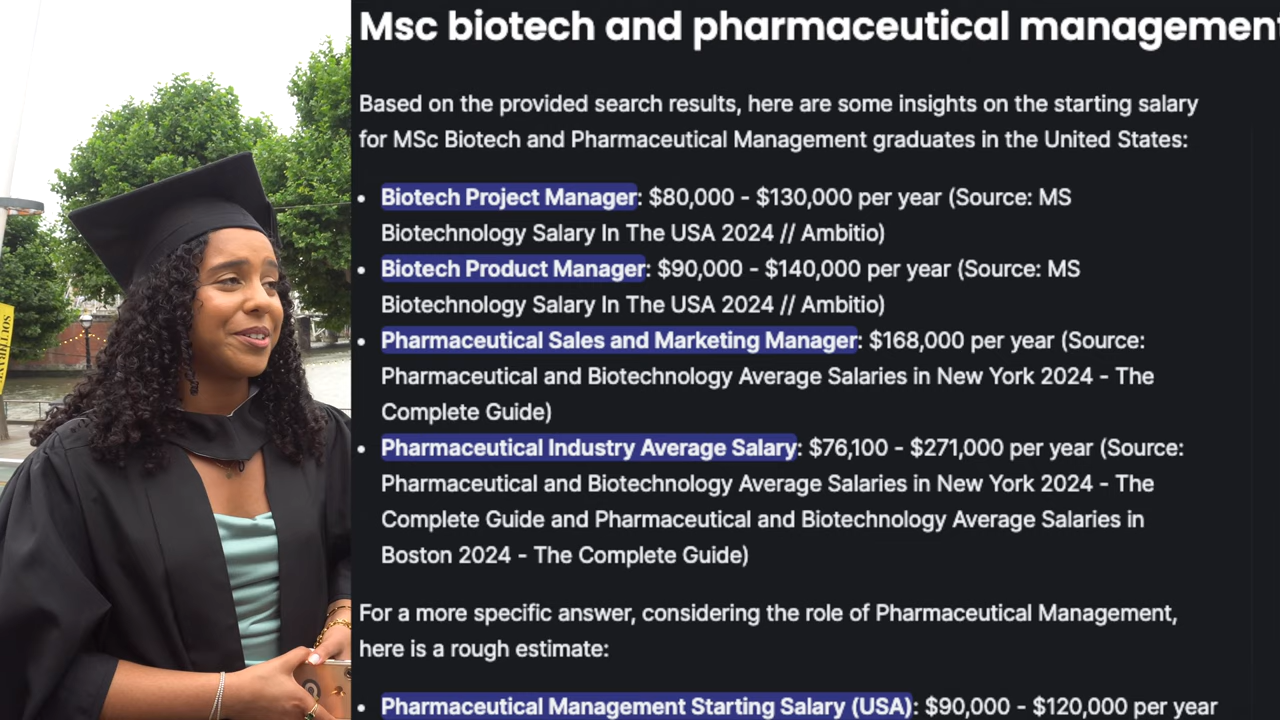 Msc biotech and pharmaceutical management
Based on the provided search results, here are some insights on the starting salary
for MSc Biotech and Pharmaceutical Management graduates in the United States:
• Biotech Project Manager: $80,000 - $130,000 per year (Source: MS
Biotechnology Salary In The USA 2024 // Ambitio)
• Biotech Product Manager: $90,000 - $140,000 per year (Source: MS
Biotechnology Salary In The USA 2024 // Ambitio)
• Pharmaceutical Sales and Marketing Manager: $168,000 per year (Source:
Pharmaceutical and Biotechnology Average Salaries in New York 2024 - The
Complete Guide)
• Pharmaceutical Industry Average Salary: $76,100 - $271,000 per year (Source:
Pharmaceutical and Biotechnology Average Salaries in New York 2024 - The
Complete Guide and Pharmaceutical and Biotechnology Average Salaries in
Boston 2024 - The Complete Guide)
For a more specific answer, considering the role of Pharmaceutical Management,
here is a rough estimate:
• Pharmaceutical Management Starting Salary (USA): $90,000 - $120,000 per year